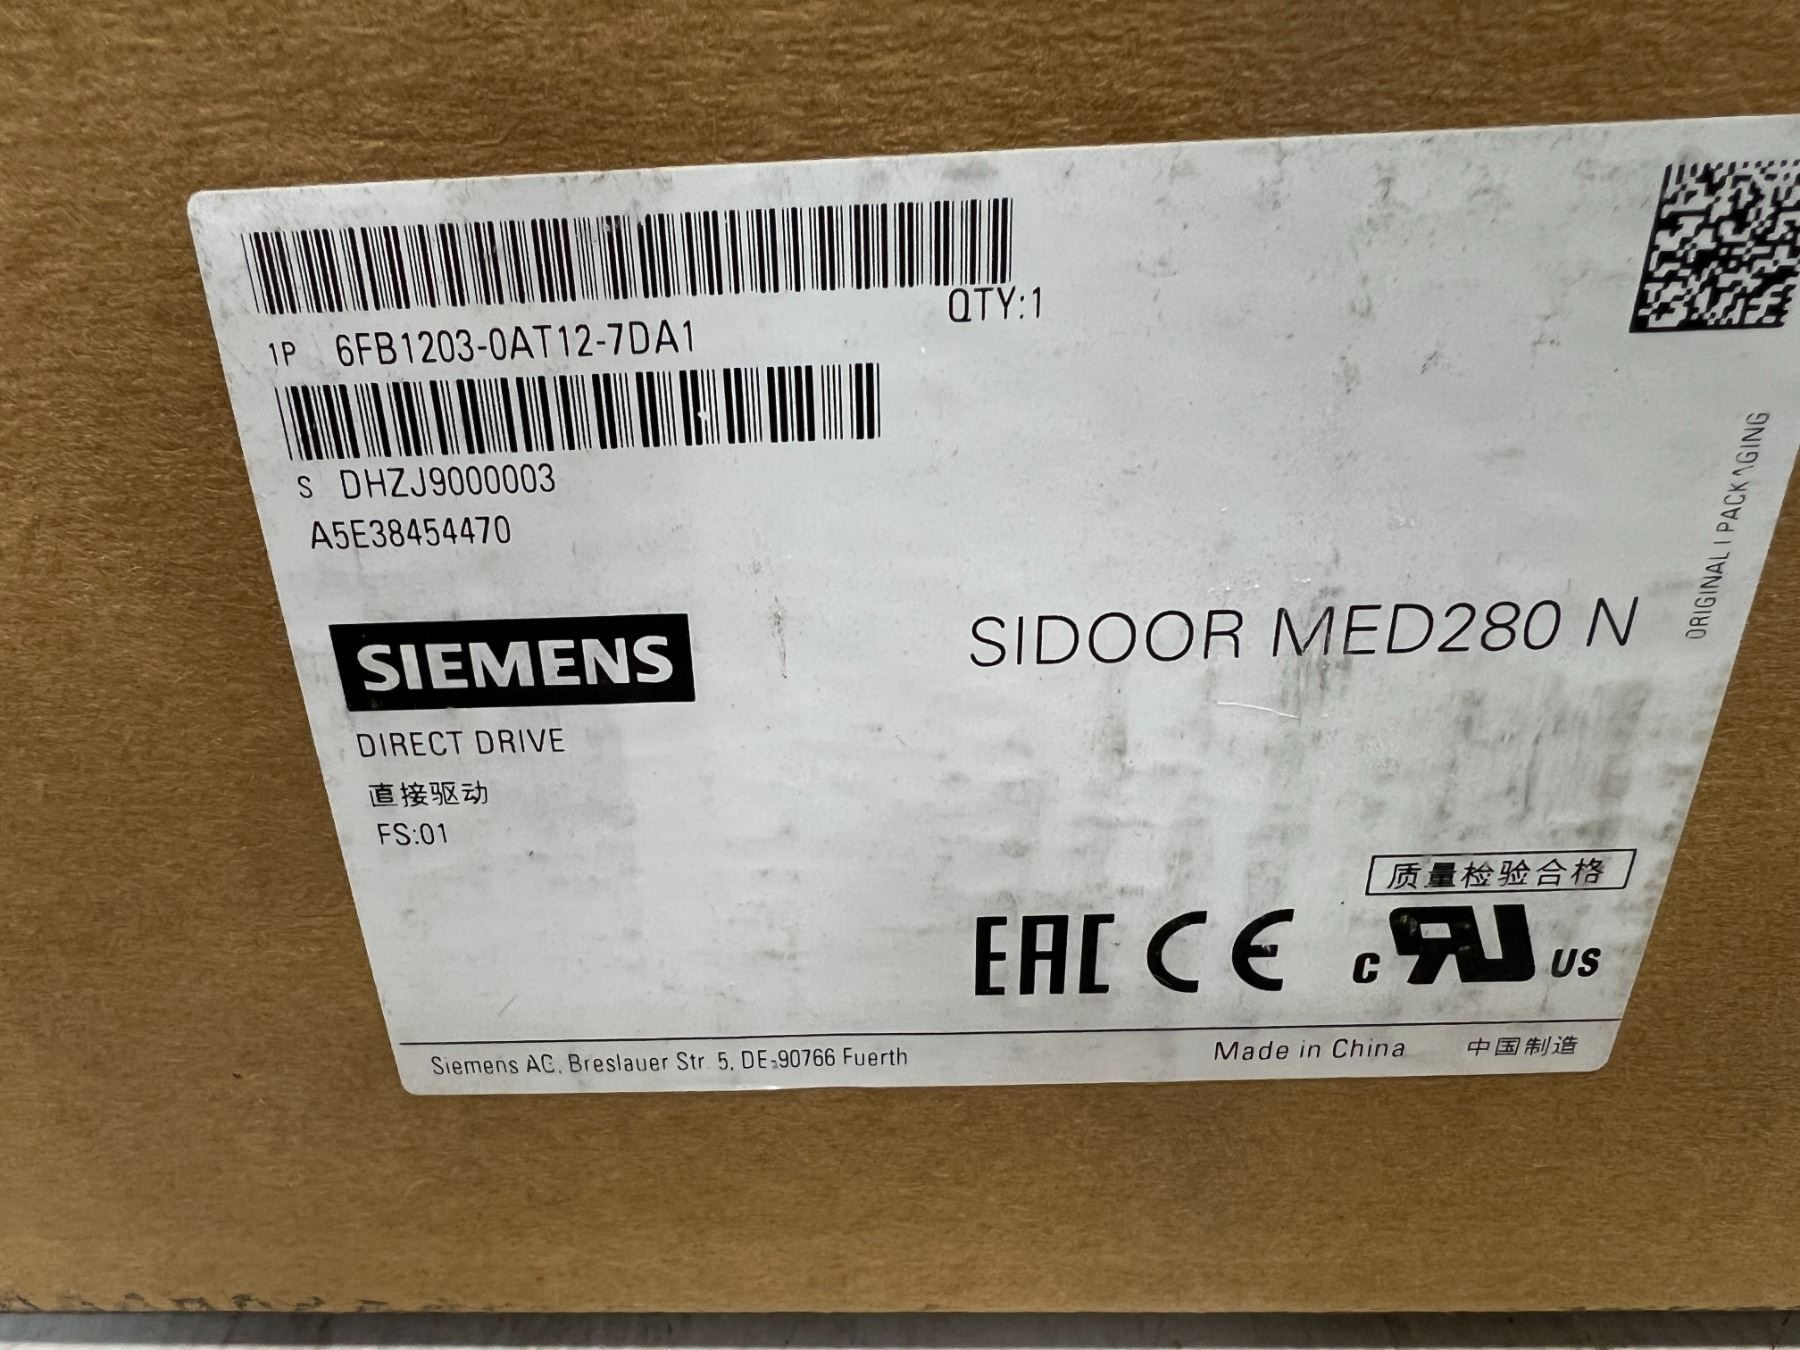 QTY:1
1P 6FB1203-0AT12-7DA1
S DHZJ9000003
A5E38454470
SIEMENS
SIDOOR MED280 N
ORIGINAL PACKAGING
DIRECT DRIVE
直接驱动
FS:01
质量检验合格
EAC CE c RU US
Siemens AG, Breslauer Str. 5, DE-90766 Fuerth
Made in China 中国制造